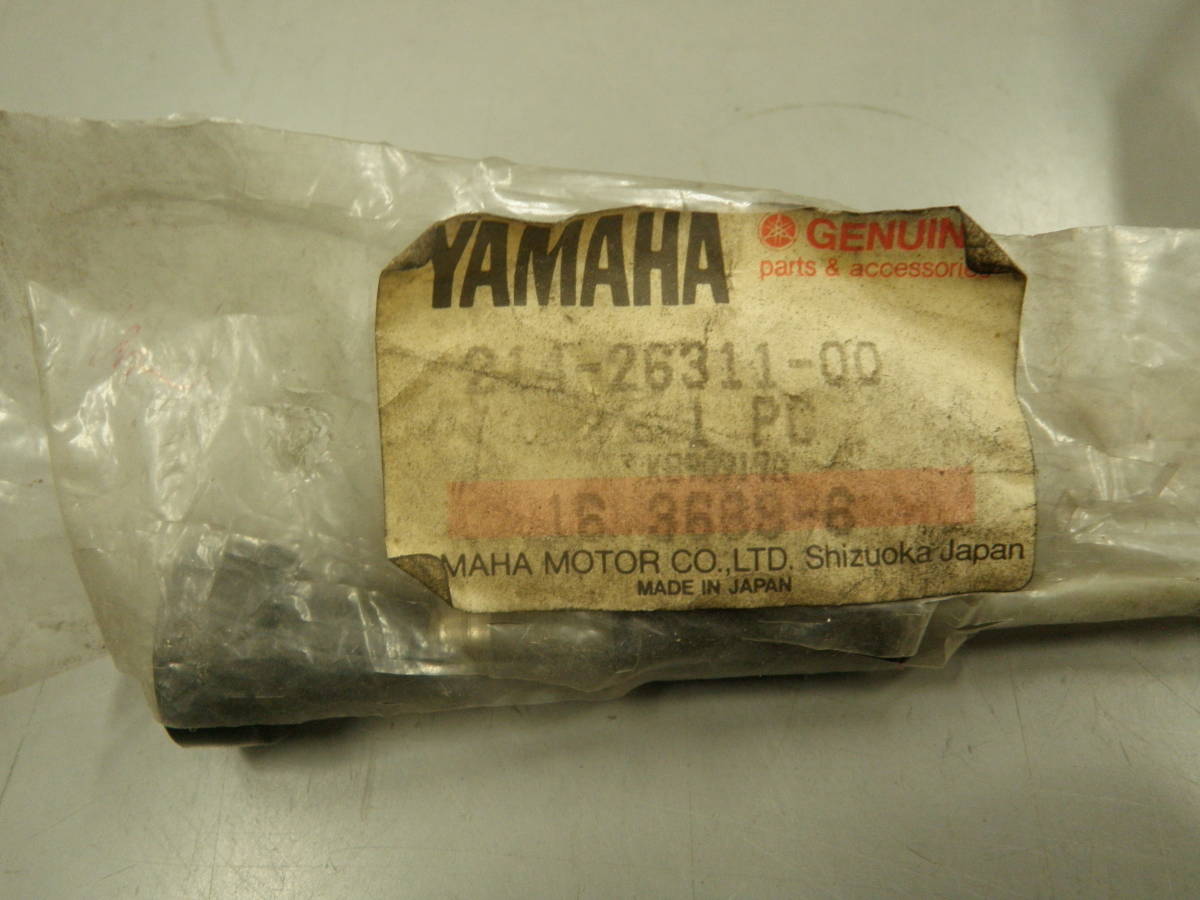 YAMAHA
GENUIN
parts & accessories
214-26311-00
1 PC
16 3689-6
MAHA MOTOR CO.,LTD. Shizuoka Japan
MADE IN JAPAN